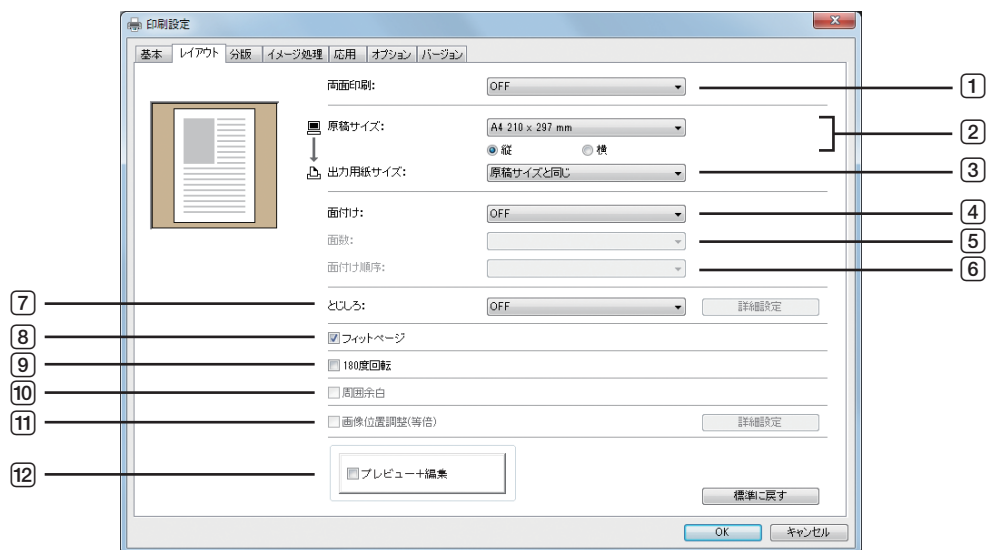 印刷設定
基本 レイアウト 分版 イメージ処理 応用 オプション バージョン
両面印刷: OFF 1
原稿サイズ: A4 210 x 297 mm 2
縦 横
出力用紙サイズ: 原稿サイズと同じ 3
面付け: OFF 4
面数: 5
面付け順序: 6
7 とじしろ: OFF 詳細設定
8 フィットページ
9 180度回転
10 周囲余白
11 画像位置調整(等倍) 詳細設定
12 プレビュー+編集
標準に戻す
OK キャンセル